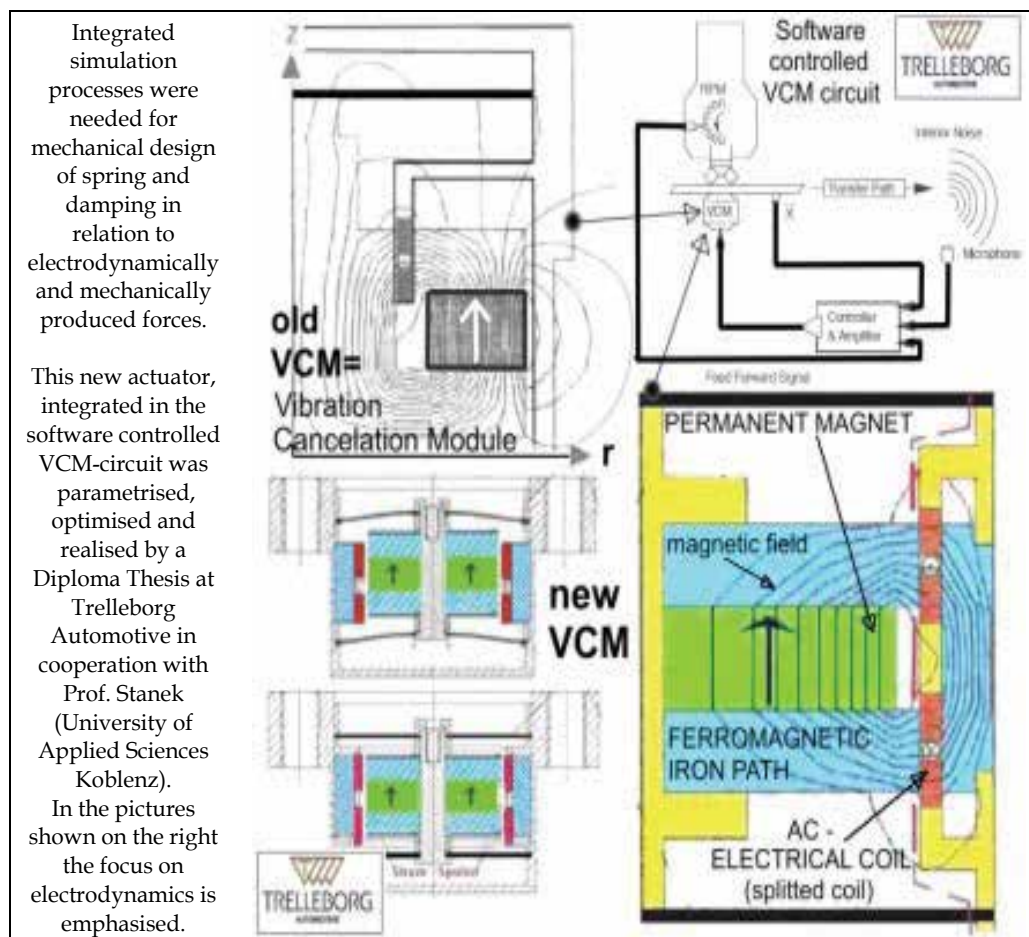 Integrated
simulation
processes were
needed for
mechanical design
of spring and
damping in
relation to
electrodynamically
and mechanically
produced forces.
This new actuator,
integrated in the
software controlled
VCM-circuit was
parametrised,
optimised and
realised by a
Diploma Thesis at
Trelleborg
Automotive in
cooperation with
Prof. Stanek
(University of
Applied Sciences
Koblenz).
In the pictures
shown on the right
the focus on
electrodynamics is
emphasised.
Z
old
VCM=
Vibration
Cancelation Module
r
Software
controlled
VCM circuit
TRELLEBORG
AUTOMOTIVE
RPM
Interior Noise
Transfer Path
VCM
X
Microphone
Controller
& Amplifier
Feed Forward Signal
new
VCM
TRELLEBORG
AUTOMOTIVE
PERMANENT MAGNET
magnetic field
FERROMAGNETIC
IRON PATH
AC -
ELECTRICAL COIL
(splitted coil)